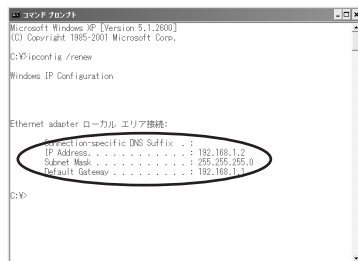 コマンド プロンプト
Microsoft Windows XP [Version 5.1.2600]
(C) Copyright 1985-2001 Microsoft Corp.
C:¥>ipconfig /renew
Windows IP Configuration
Ethernet adapter ローカル エリア接続:
Connection-specific DNS Suffix . :
IP Address. . . . . . . . . . . . : 192.168.1.2
Subnet Mask . . . . . . . . . . . : 255.255.255.0
Default Gateway . . . . . . . . . : 192.168.1.1
C:¥>